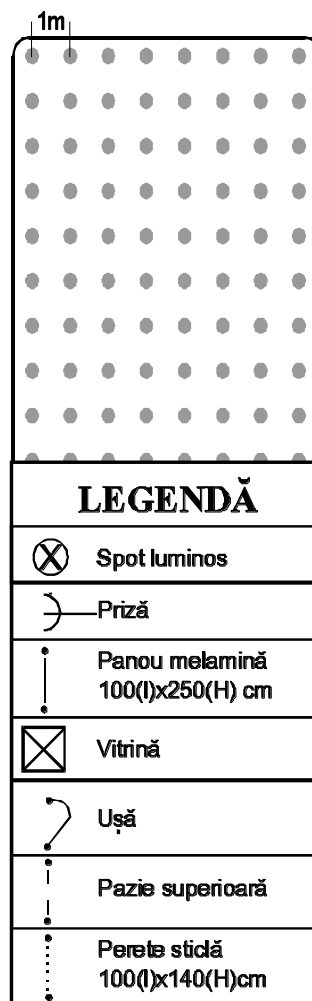 1m
LEGENDĂ
Spot luminos
Priză
Panou melamină
100(l)x250(H) cm
Vitrină
Ușă
Pazie superioară
Perete sticlă
100(l)x140(H)cm